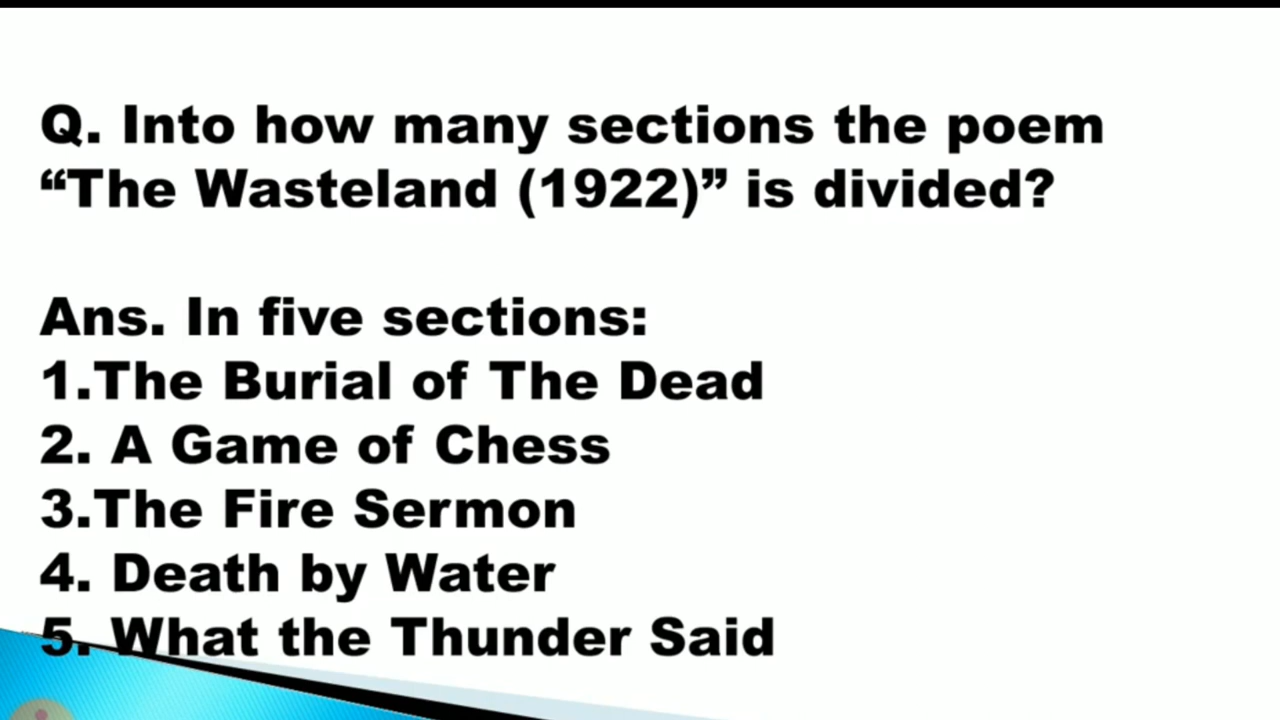 Q. Into how many sections the poem
“The Wasteland (1922)” is divided?
Ans. In five sections:
1.The Burial of The Dead
2. A Game of Chess
3.The Fire Sermon
4. Death by Water
5. What the Thunder Said